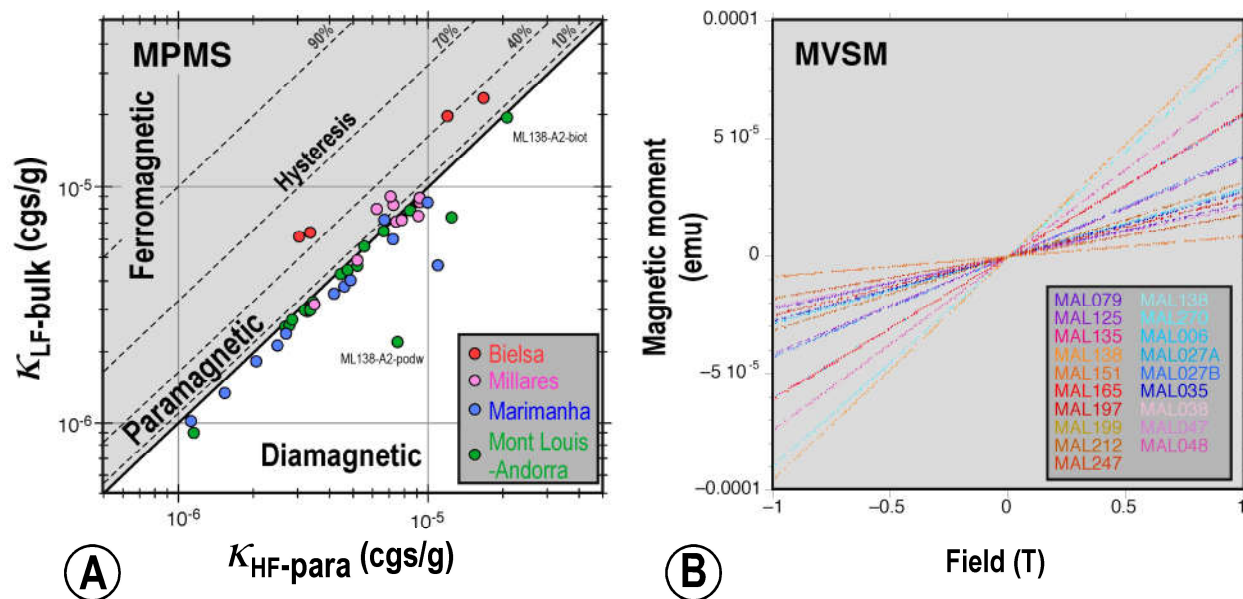 A
MPMS
90%
70%
40%
10%
Ferromagnetic
Hysteresis
Paramagnetic
Diamagnetic
ML138-A2-biot
ML138-A2-podw
Bielsa
Millares
Marimanha
Mont Louis
-Andorra
10⁻⁵
10⁻⁶
10⁻⁶
10⁻⁵
κLF-bulk (cgs/g)
κHF-para (cgs/g)
A
B
MVSM
0.0001
5 10⁻⁵
0
−5 10⁻⁵
−0.0001
−1
−0.5
0
0.5
1
Magnetic moment
(emu)
Field (T)
MAL079 MAL138
MAL125 MAL270
MAL135 MAL006
MAL138 MAL027A
MAL151 MAL027B
MAL165 MAL035
MAL197 MAL038
MAL199 MAL047
MAL212 MAL048
MAL247
B